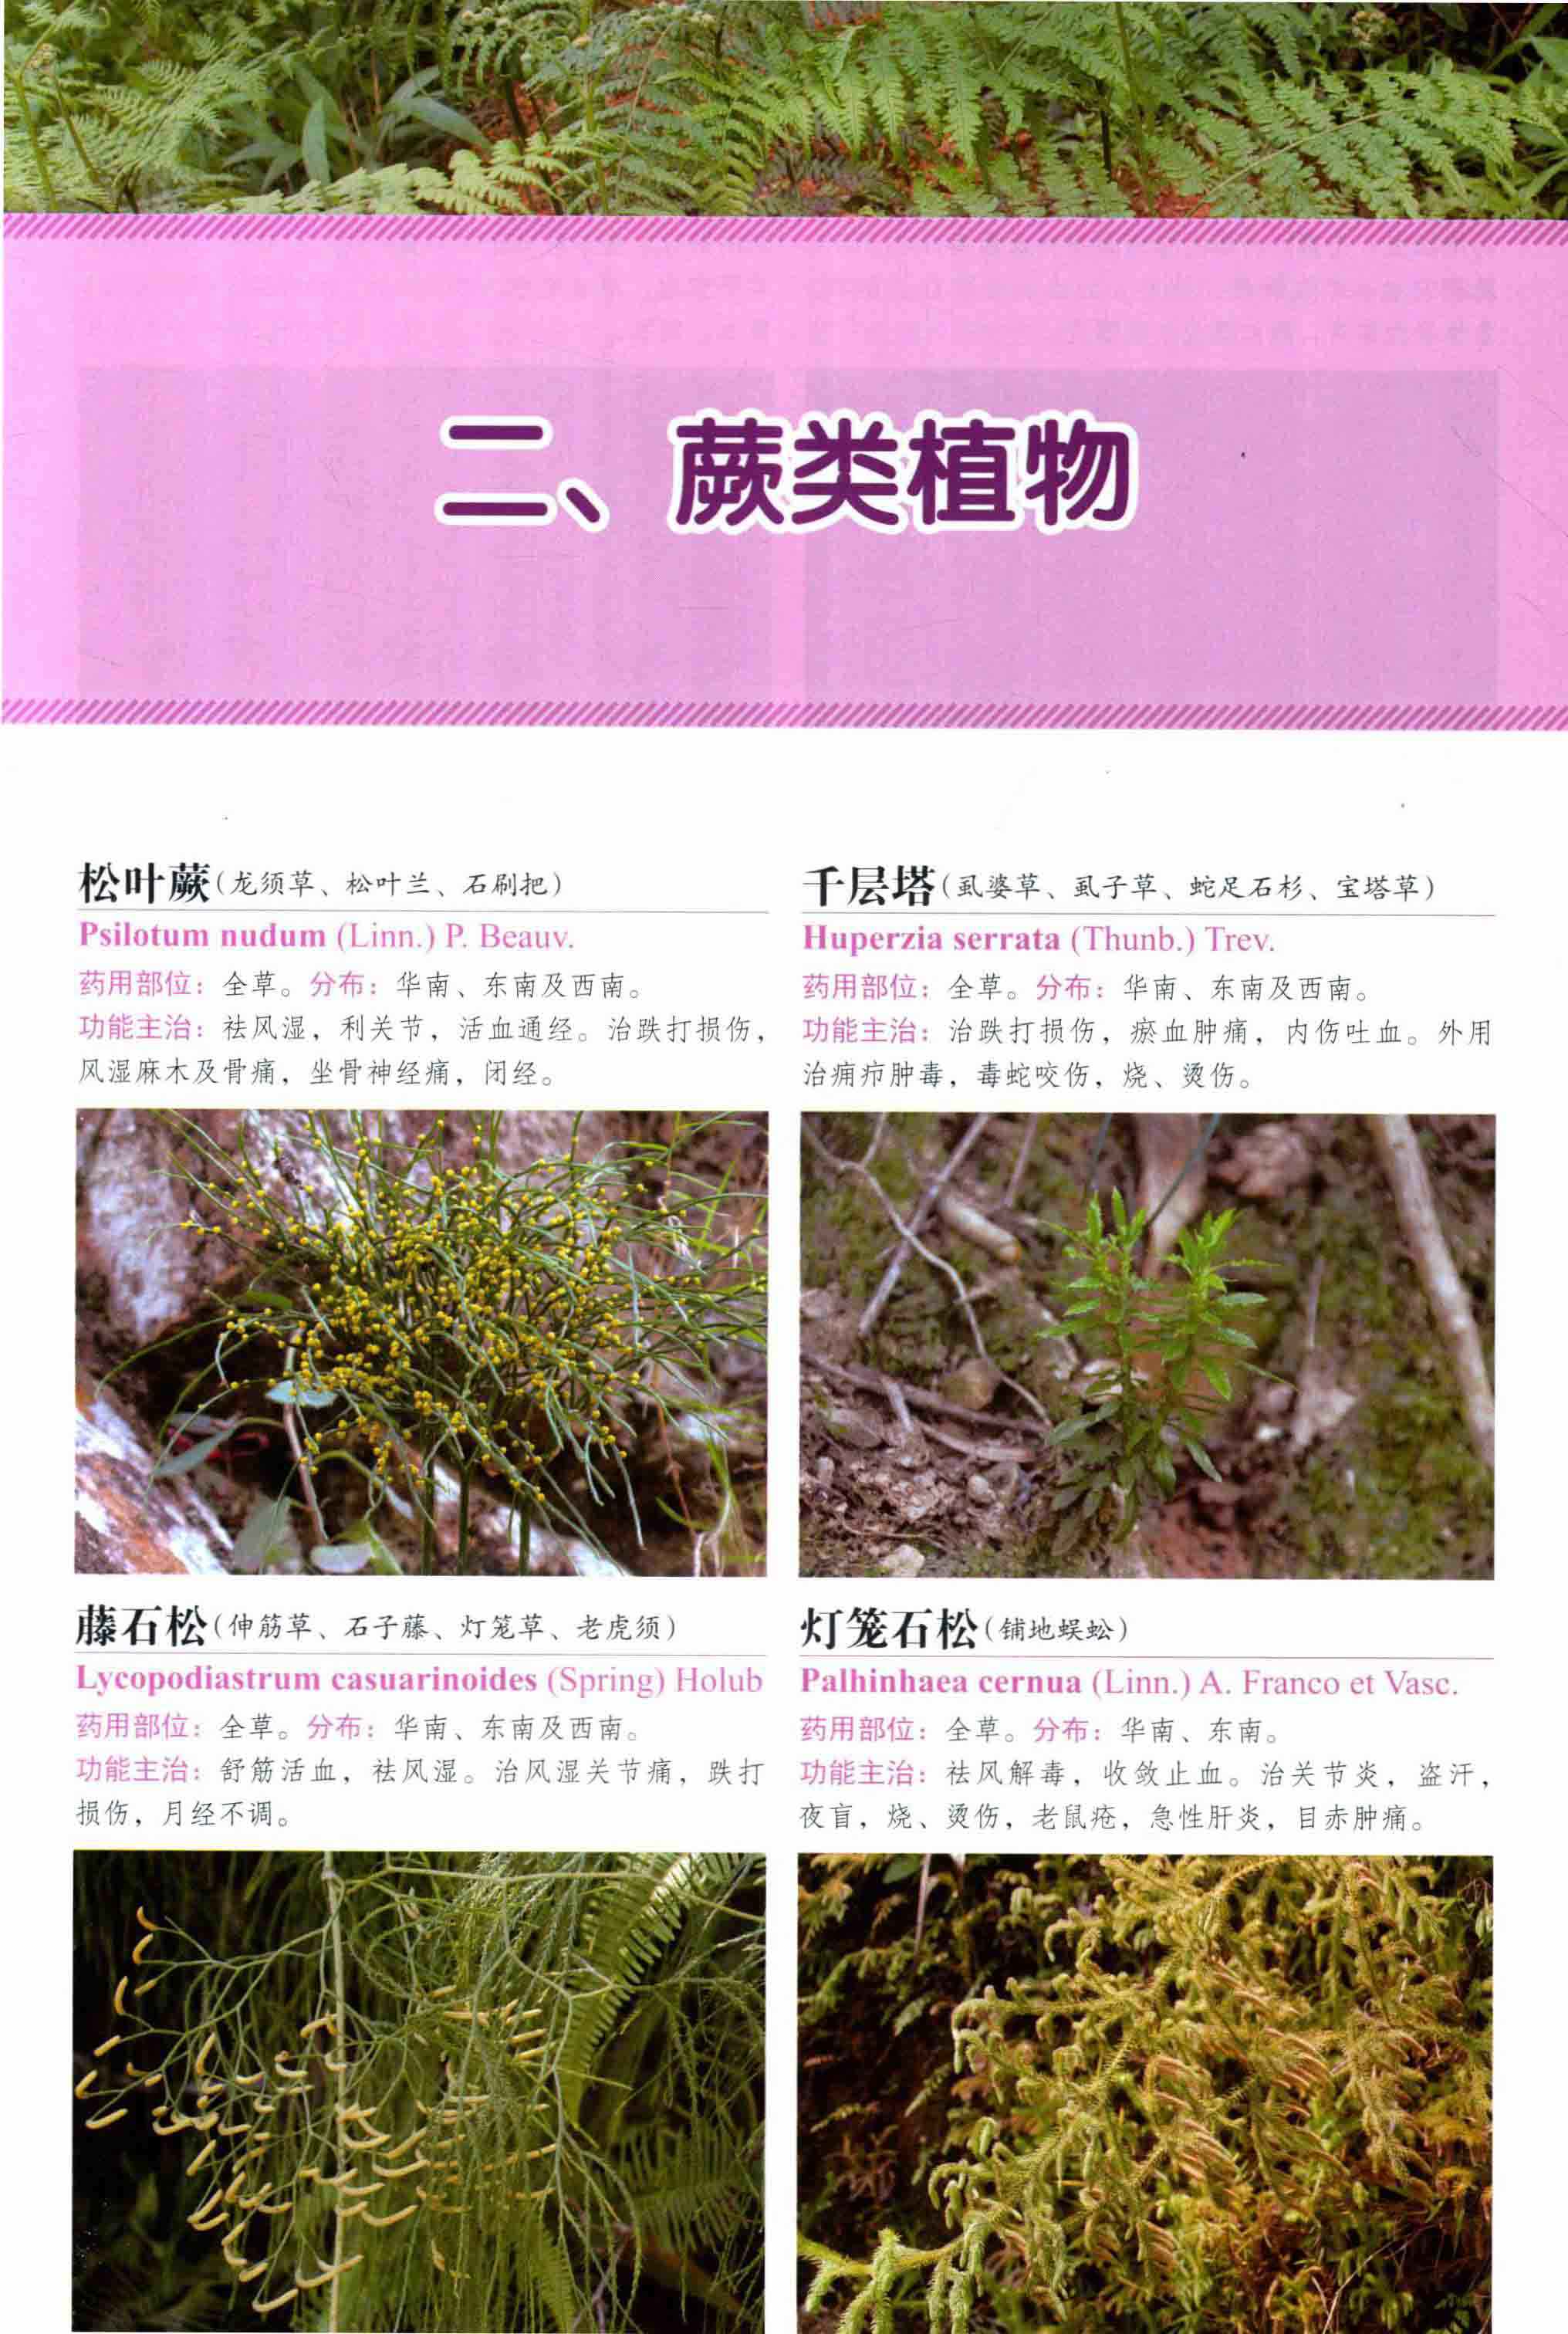 二、蕨类植物
松叶蕨(龙须草、松叶兰、石刷把)
Psilotum nudum (Linn.) P. Beauv.
药用部位：全草。分布：华南、东南及西南。
功能主治：祛风湿，利关节，活血通经。治跌打损伤，
风湿麻木及骨痛，坐骨神经痛，闭经。
千层塔(虱婆草、虱子草、蛇足石杉、宝塔草)
Huperzia serrata (Thunb.) Trev.
药用部位：全草。分布：华南、东南及西南。
功能主治：治跌打损伤，瘀血肿痛，内伤吐血。外用
治痈疖肿毒，毒蛇咬伤，烧、烫伤。
藤石松(伸筋草、石子藤、灯笼草、老虎须)
Lycopodiastrum casuarinoides (Spring) Holub
药用部位：全草。分布：华南、东南及西南。
功能主治：舒筋活血，祛风湿。治风湿关节痛，跌打
损伤，月经不调。
灯笼石松(铺地蜈蚣)
Palhinhaea cernua (Linn.) A. Franco et Vasc.
药用部位：全草。分布：华南、东南。
功能主治：祛风解毒，收敛止血。治关节炎，盗汗，
夜盲，烧、烫伤，老鼠疮，急性肝炎，目赤肿痛。